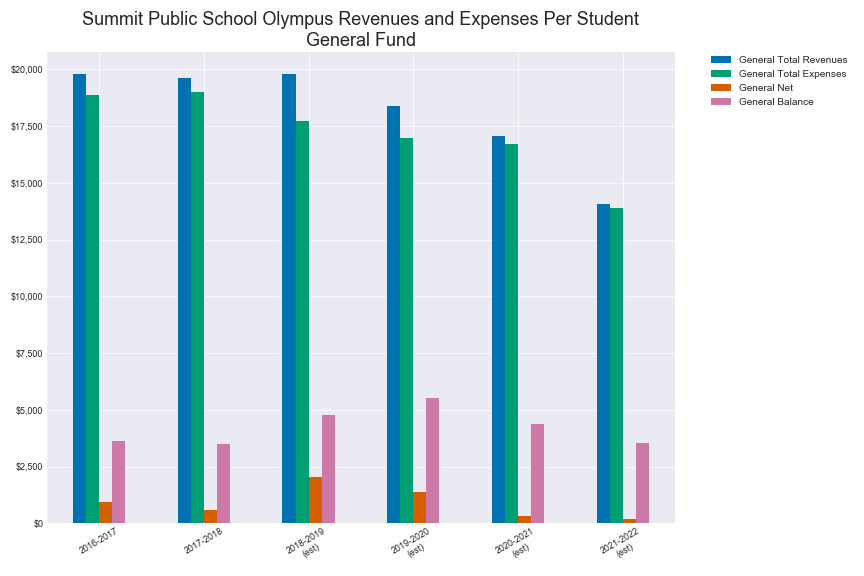 Summit Public School Olympus Revenues and Expenses Per Student
General Fund
General Total Revenues
General Total Expenses
General Net
General Balance
$20,000
$17,500
$15,000
$12,500
$10,000
$7,500
$5,000
$2,500
$0
2016-2017
2017-2018
2018-2019
(est)
2019-2020
(est)
2020-2021
(est)
2021-2022
(est)